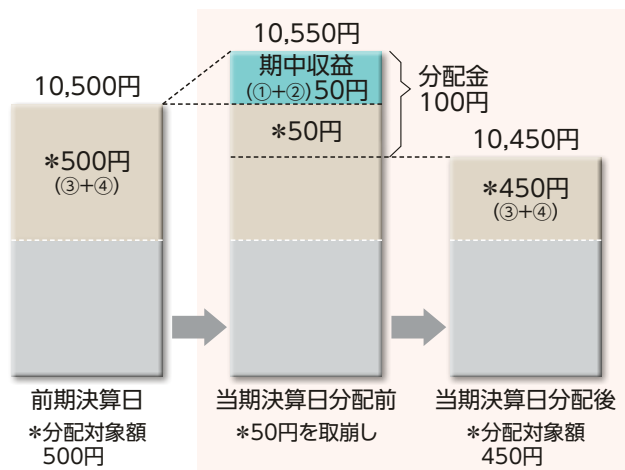 10,500円
*500円
(③+④)
前期決算日
*分配対象額
500円
10,550円
期中収益
(①+②)50円
*50円
分配金
100円
当期決算日分配前
*50円を取崩し
10,450円
*450円
(③+④)
当期決算日分配後
*分配対象額
450円